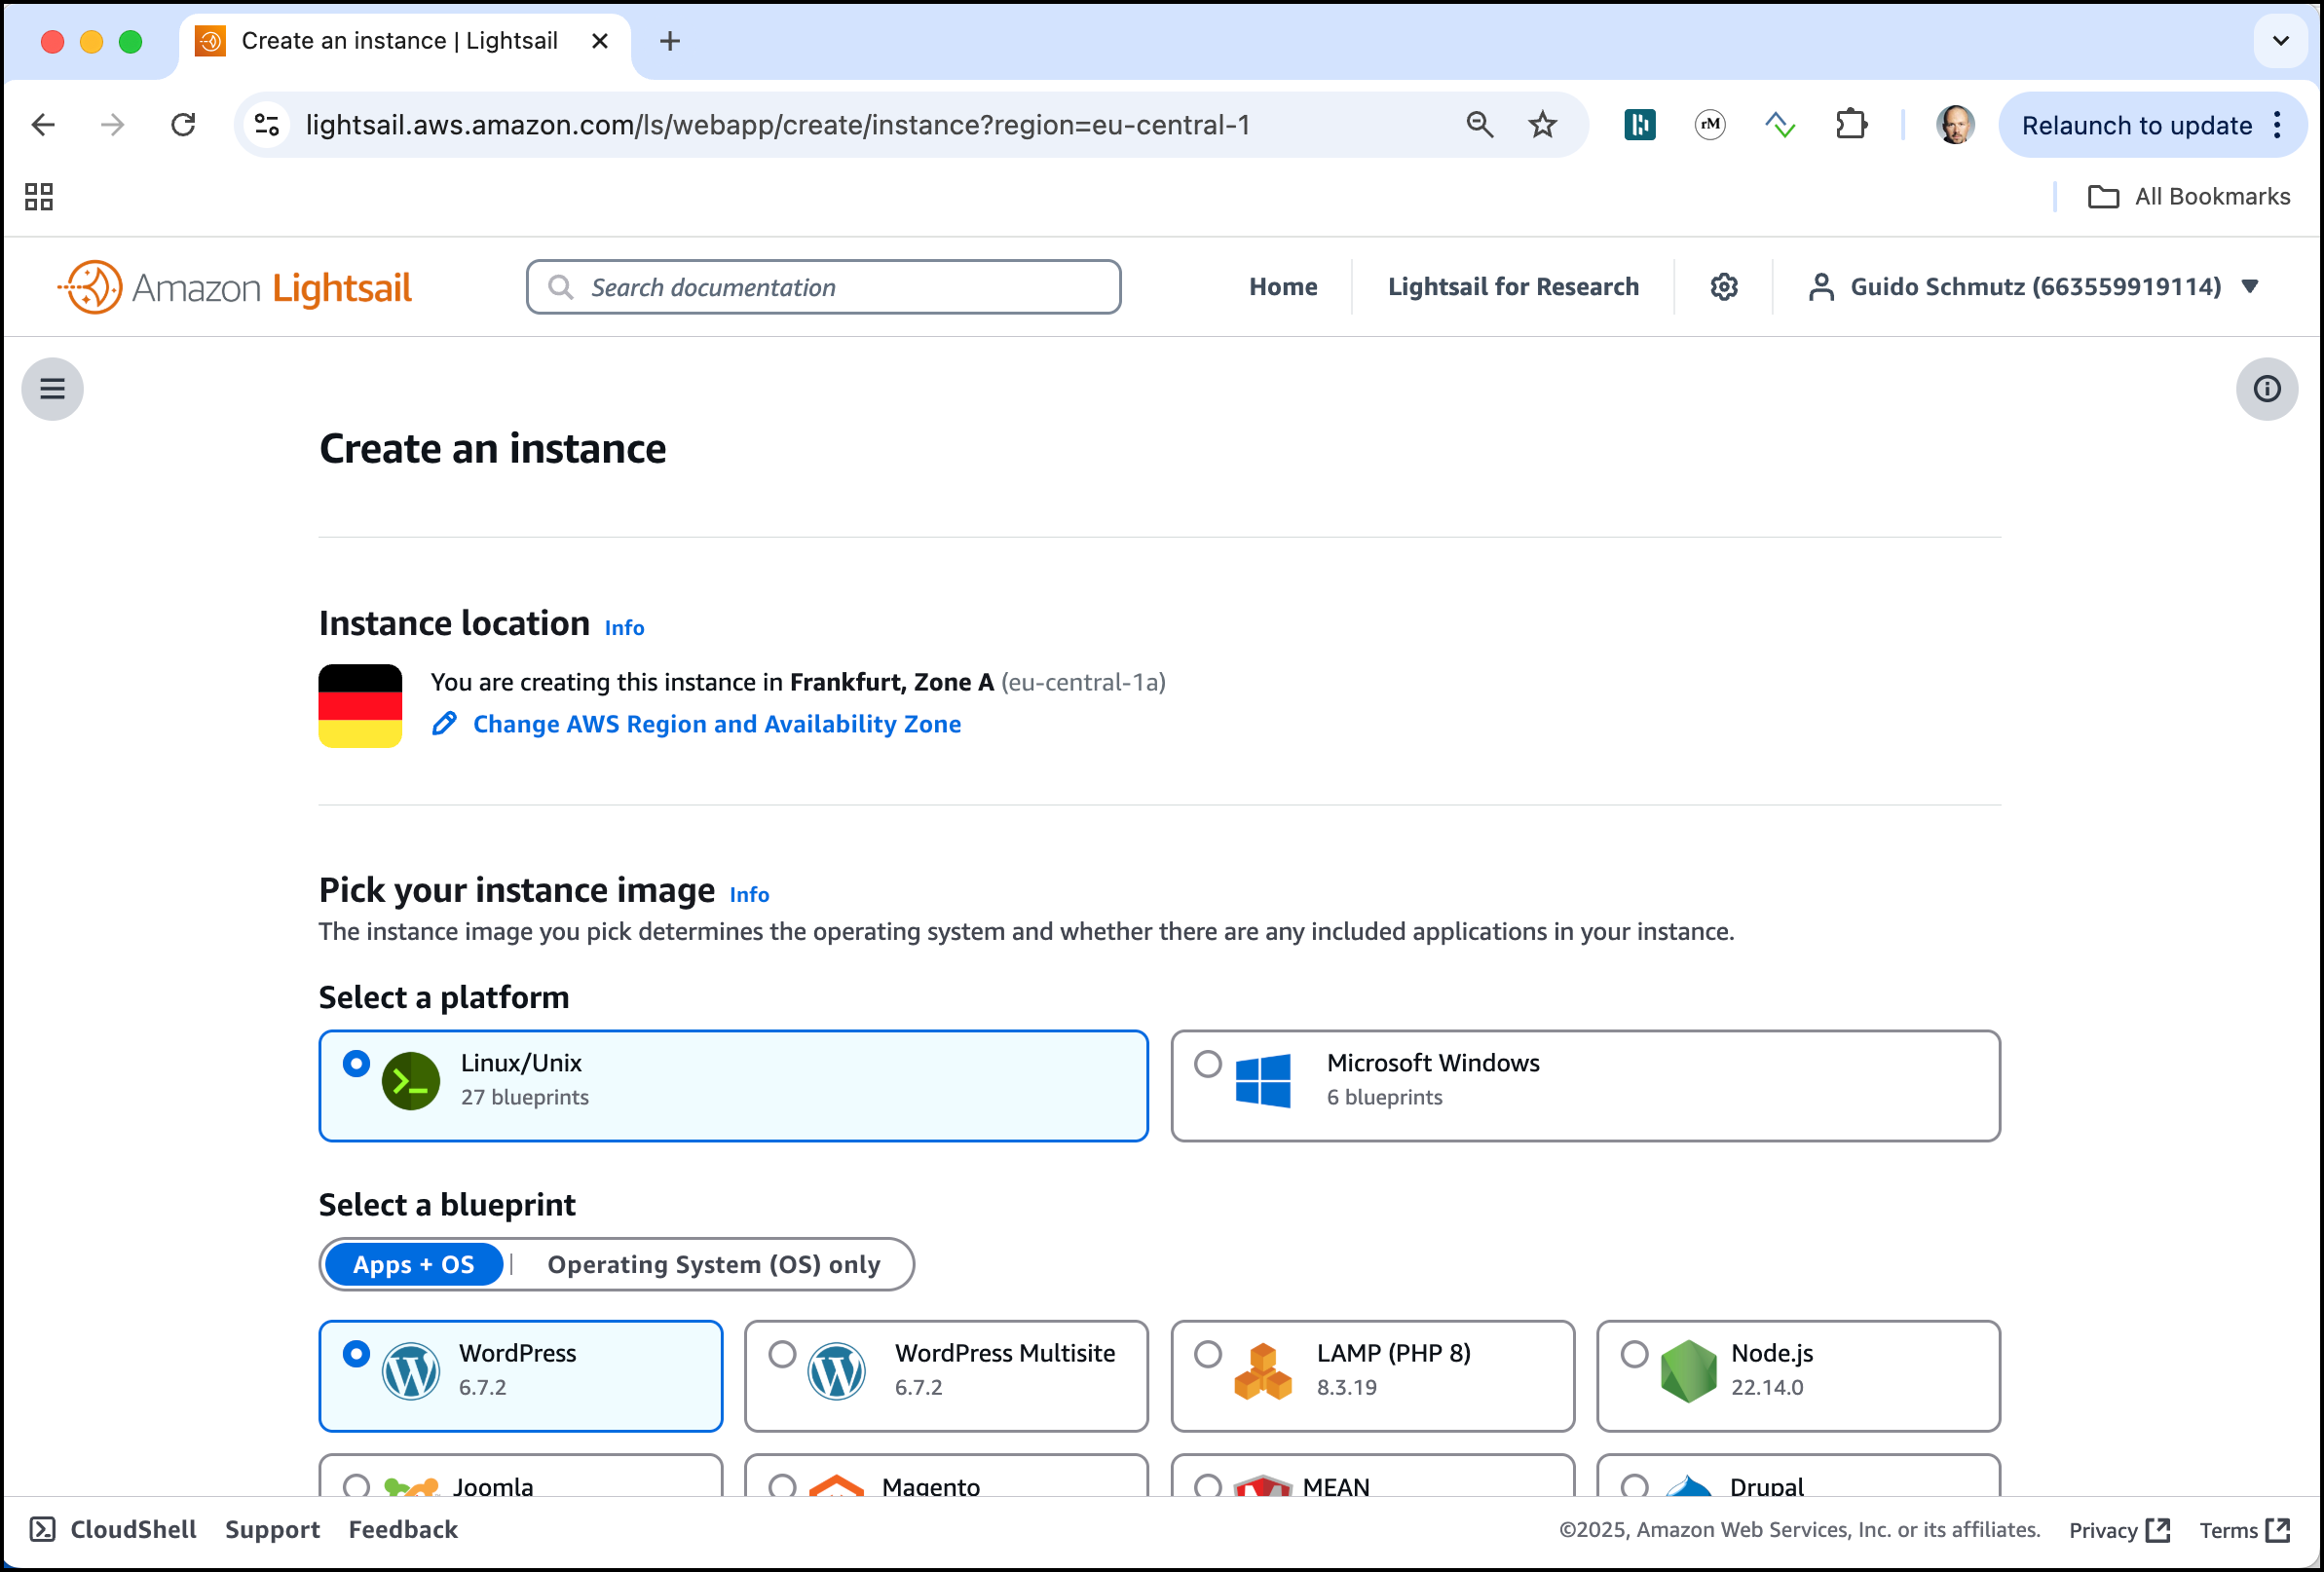 Create an instance | Lightsail
lightsail.aws.amazon.com/ls/webapp/create/instance?region=eu-central-1
rM
Relaunch to update
All Bookmarks
Amazon Lightsail
Search documentation
Home
Lightsail for Research
Guido Schmutz (663559919114)
Create an instance
Instance location Info
You are creating this instance in Frankfurt, Zone A (eu-central-1a)
Change AWS Region and Availability Zone
Pick your instance image Info
The instance image you pick determines the operating system and whether there are any included applications in your instance.
Select a platform
Linux/Unix
27 blueprints
Microsoft Windows
6 blueprints
Select a blueprint
Apps + OS | Operating System (OS) only
WordPress
6.7.2
WordPress Multisite
6.7.2
LAMP (PHP 8)
8.3.19
Node.js
22.14.0
Joomla
Magento
MEAN
Drupal
CloudShell Support Feedback
©2025, Amazon Web Services, Inc. or its affiliates. Privacy Terms